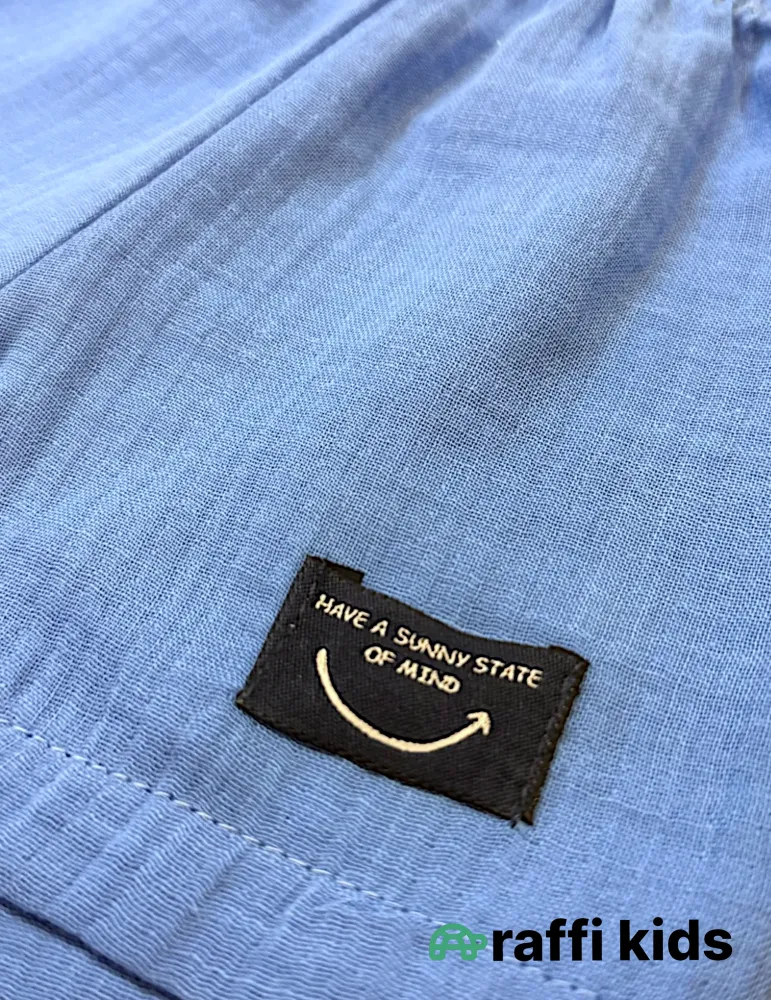 HAVE A SUNNY STATE
OF MIND
raffi kids